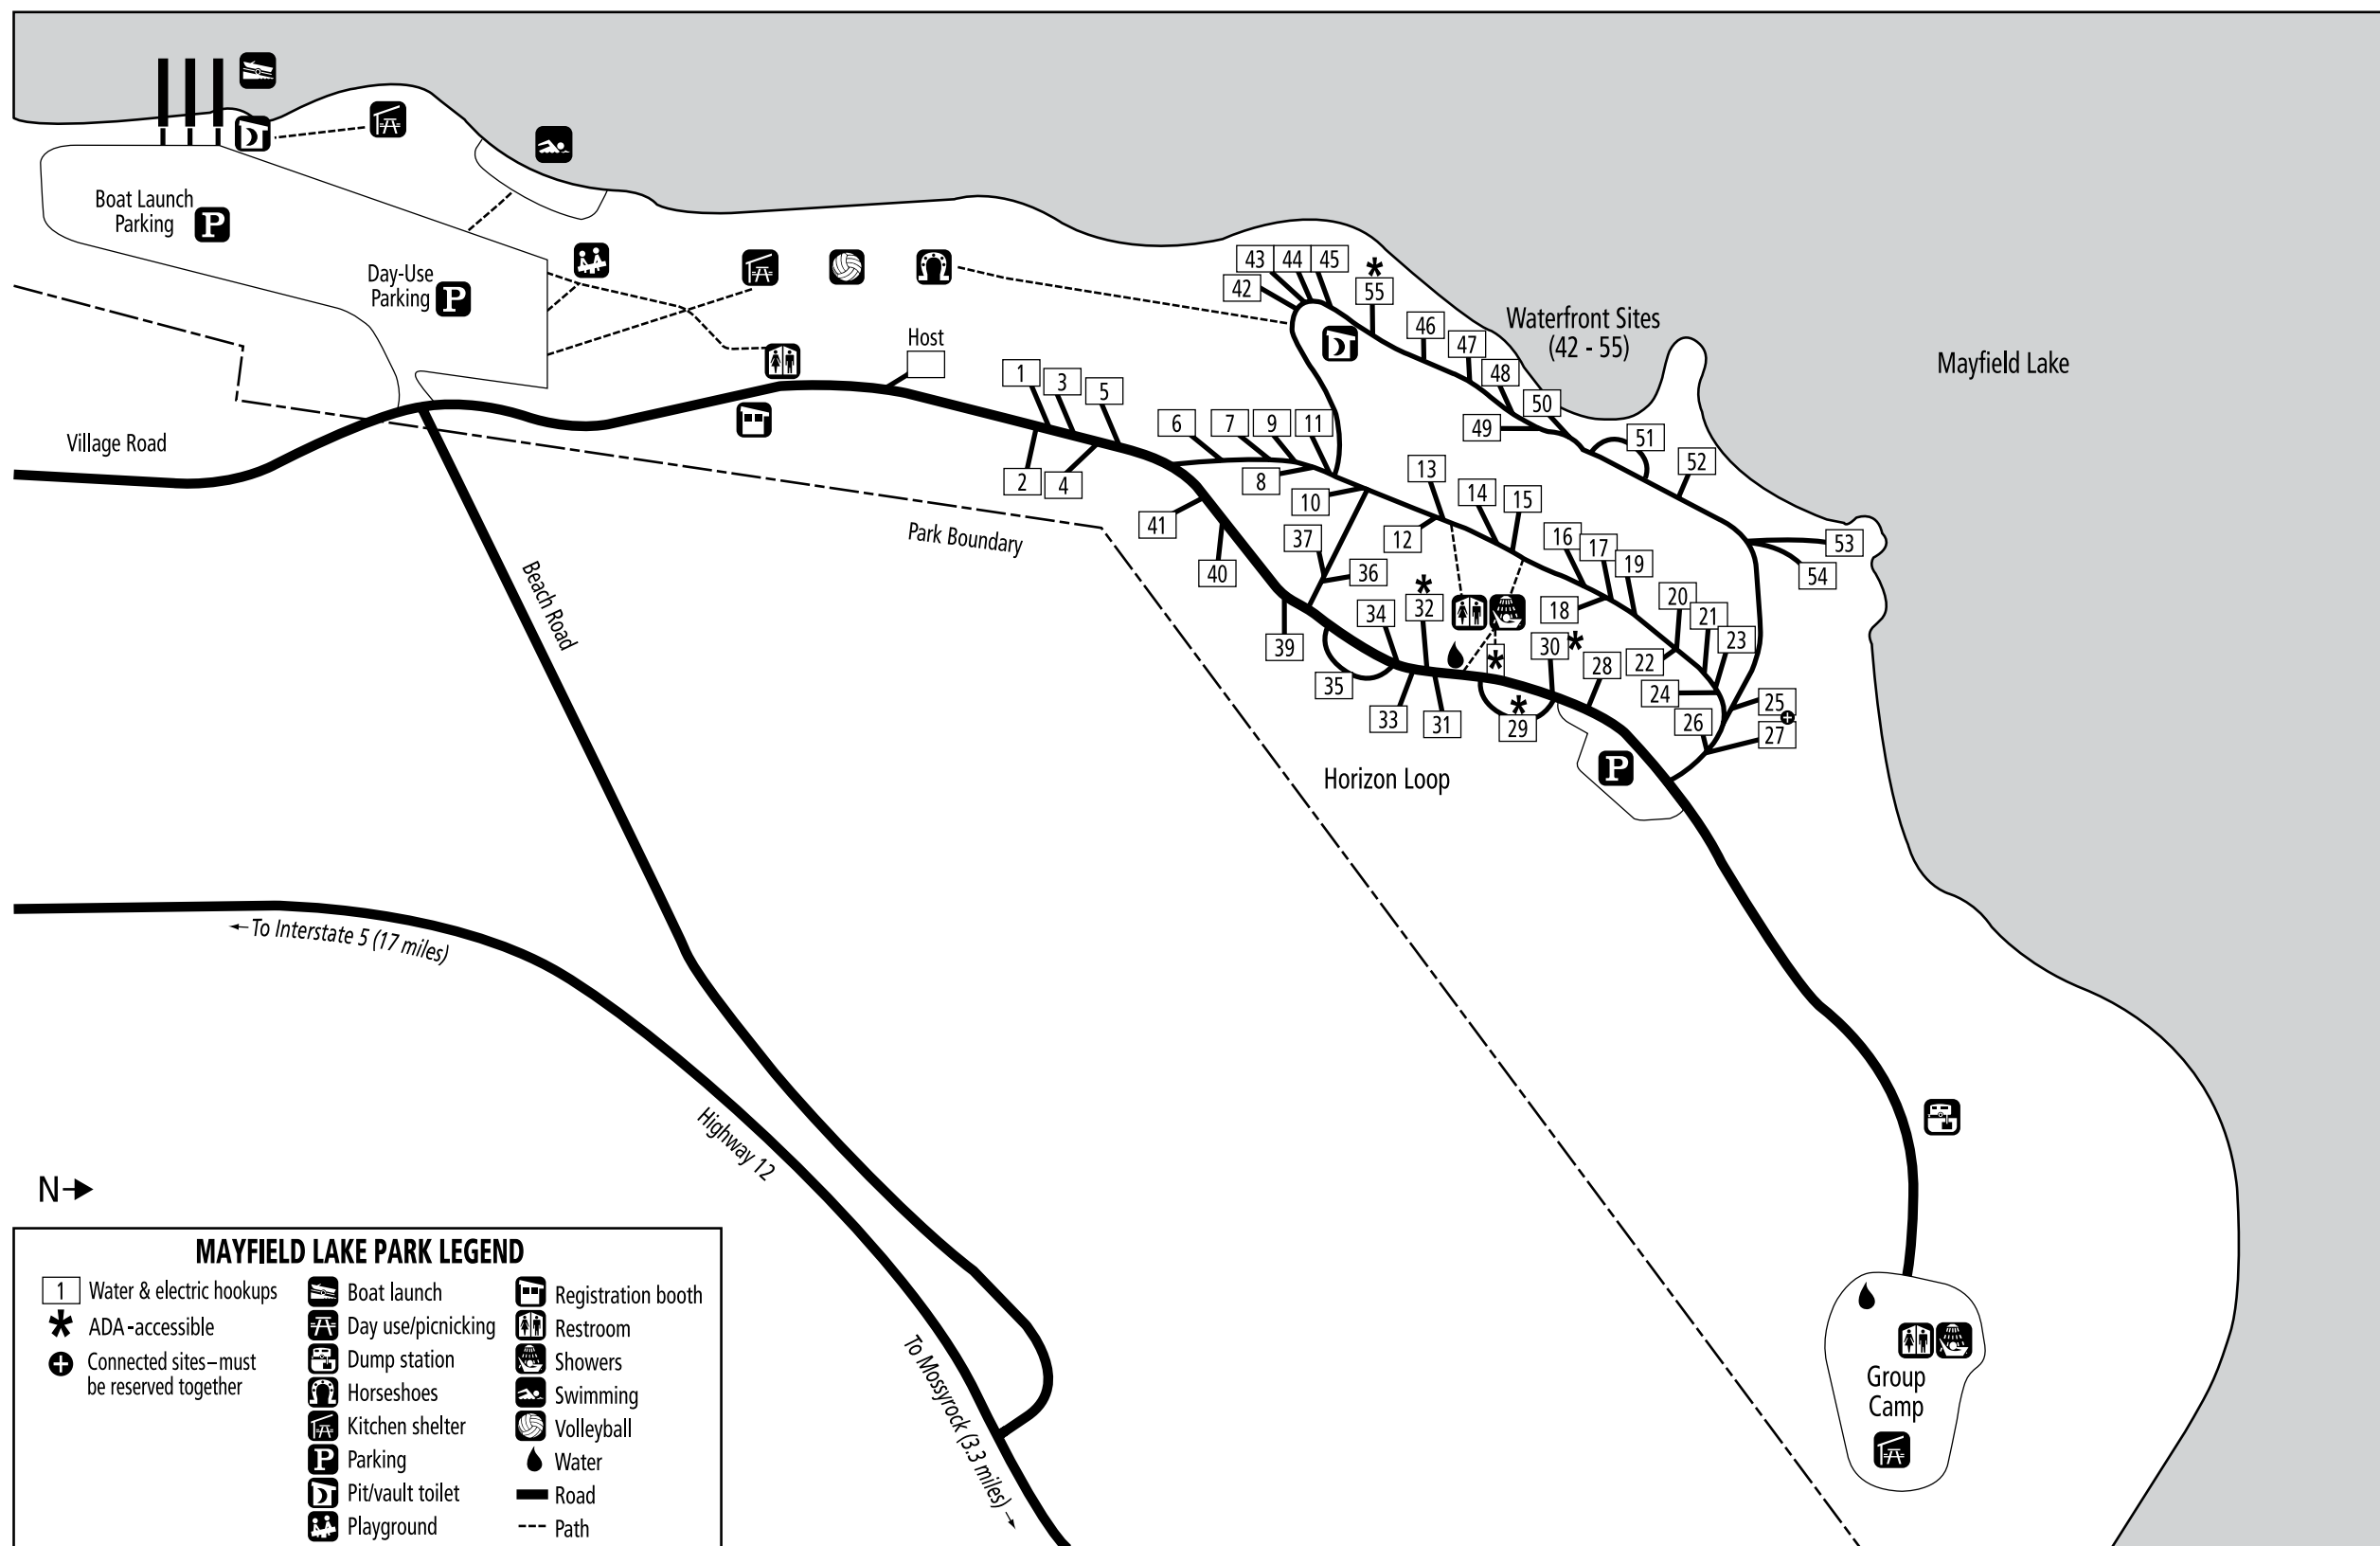 Boat Launch
Parking
P
Day-Use
Parking
P
Host
Village Road
Beach Road
Park Boundary
Waterfront Sites
(42 - 55)
Mayfield Lake
43
44
45
42
*
55
46
47
48
50
49
51
52
53
54
1
3
5
2
4
6
7
9
11
8
10
13
14
15
12
16
17
19
18
20
21
23
22
24
25
26
27
41
40
37
36
39
34
*
32
35
33
31
*
30
*
*
29
28
P
Horizon Loop
←To Interstate 5 (17 miles)
Highway 12
To Mossyrock (3.3 miles)→
Group
Camp
N→
MAYFIELD LAKE PARK LEGEND
1 Water & electric hookups
* ADA-accessible
Connected sites–must
be reserved together
Boat launch
Day use/picnicking
Dump station
Horseshoes
Kitchen shelter
P Parking
Pit/vault toilet
Playground
Registration booth
Restroom
Showers
Swimming
Volleyball
Water
Road
Path